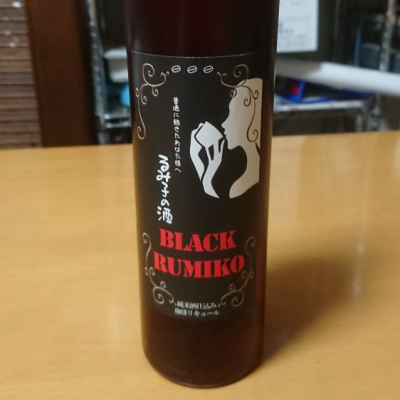 普通に飽きたあなた様へ
るみ子の酒
BLACK
RUMIKO
純米酒仕込み
珈琲リキュール